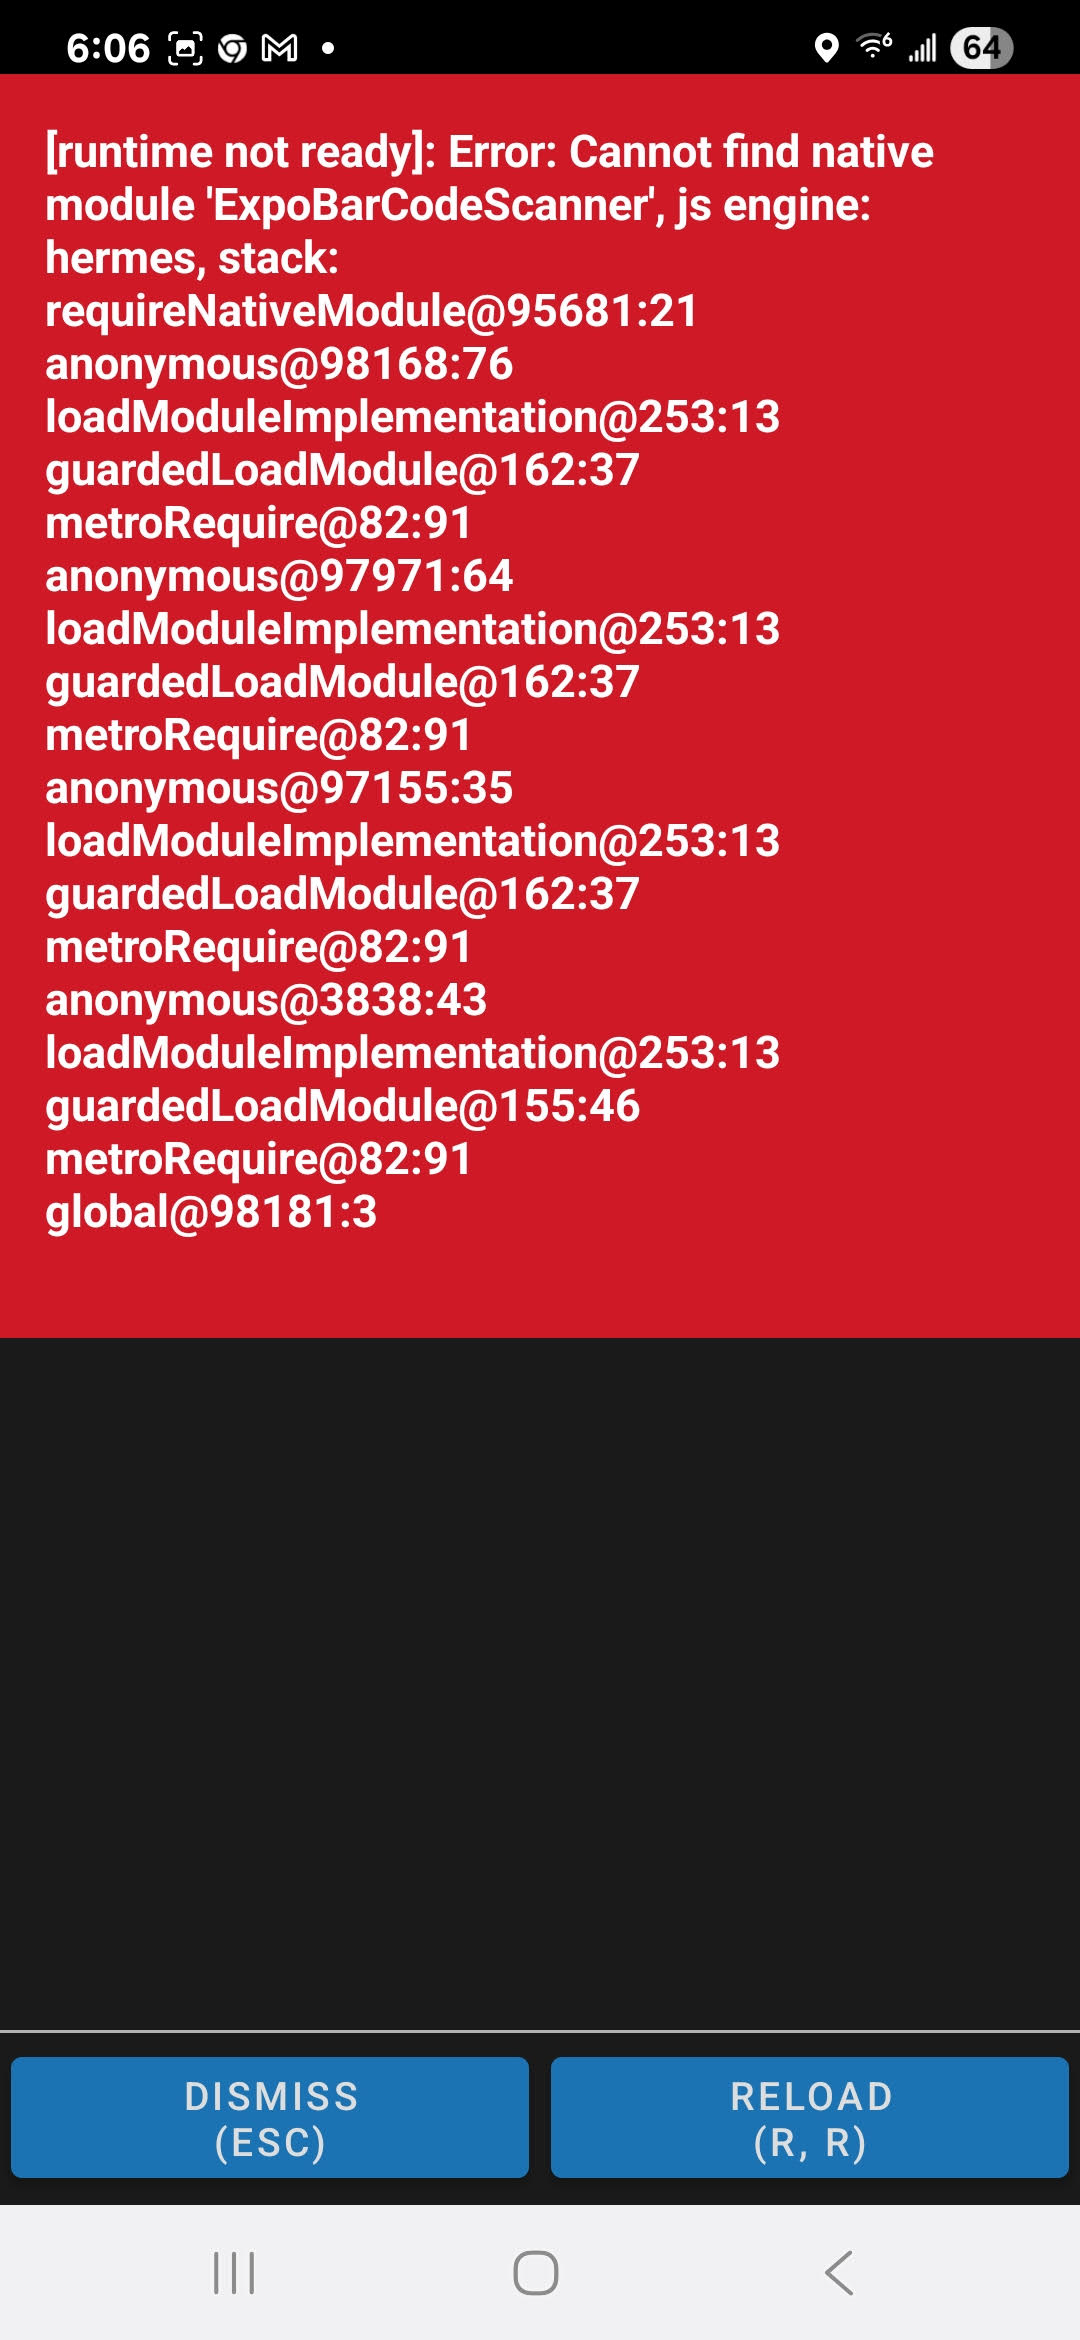 6:06
6
64
[runtime not ready]: Error: Cannot find native
module 'ExpoBarCodeScanner', js engine:
hermes, stack:
requireNativeModule@95681:21
anonymous@98168:76
loadModuleImplementation@253:13
guardedLoadModule@162:37
metroRequire@82:91
anonymous@97971:64
loadModuleImplementation@253:13
guardedLoadModule@162:37
metroRequire@82:91
anonymous@97155:35
loadModuleImplementation@253:13
guardedLoadModule@162:37
metroRequire@82:91
anonymous@3838:43
loadModuleImplementation@253:13
guardedLoadModule@155:46
metroRequire@82:91
global@98181:3
DISMISS
(ESC)
RELOAD
(R, R)